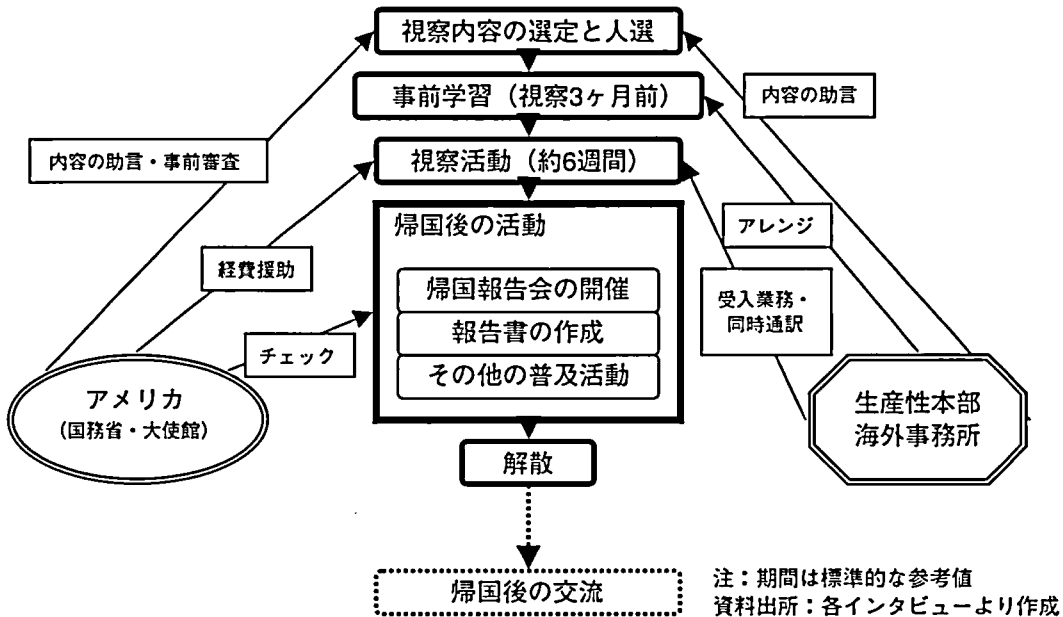 視察内容の選定と人選
事前学習（視察3ヶ月前）
内容の助言
内容の助言・事前審査
視察活動（約6週間）
帰国後の活動
アレンジ
経費援助
帰国報告会の開催
受入業務・
同時通訳
報告書の作成
チェック
その他の普及活動
アメリカ
（国務省・大使館）
生産性本部
海外事務所
解散
帰国後の交流
注：期間は標準的な参考値
資料出所：各インタビューより作成